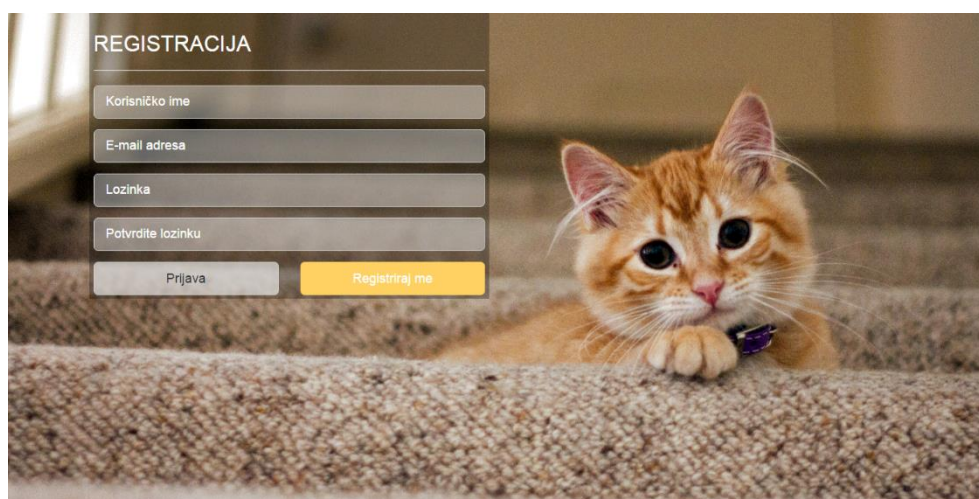 REGISTRACIJA
Korisničko ime
E-mail adresa
Lozinka
Potvrdite lozinku
Prijava
Registriraj me